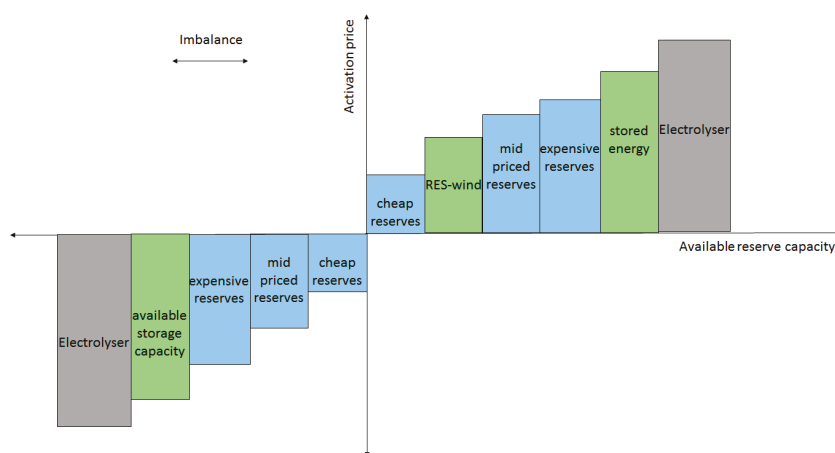 Imbalance
Activation price
cheap
reserves
RES-wind
mid
priced
reserves
expensive
reserves
stored
energy
Electrolyser
Available reserve capacity
Electrolyser
available
storage
capacity
expensive
reserves
mid
priced
reserves
cheap
reserves